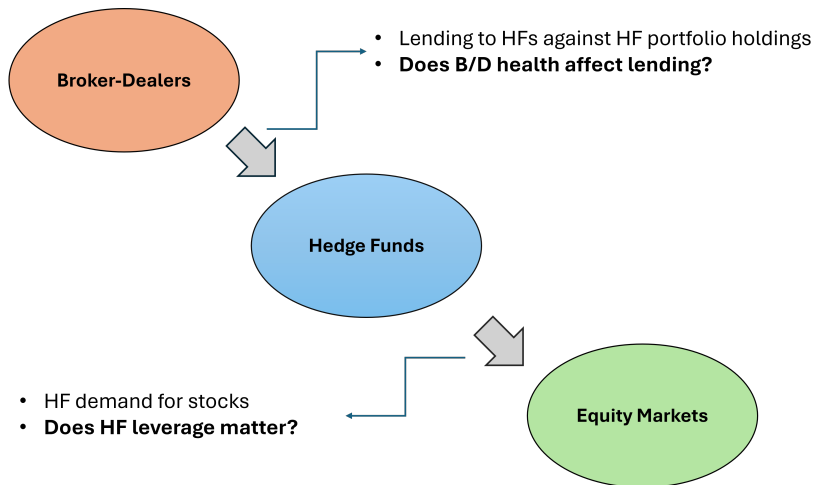 • Lending to HFs against HF portfolio holdings
• Does B/D health affect lending?
Broker-Dealers
Hedge Funds
• HF demand for stocks
• Does HF leverage matter?
Equity Markets